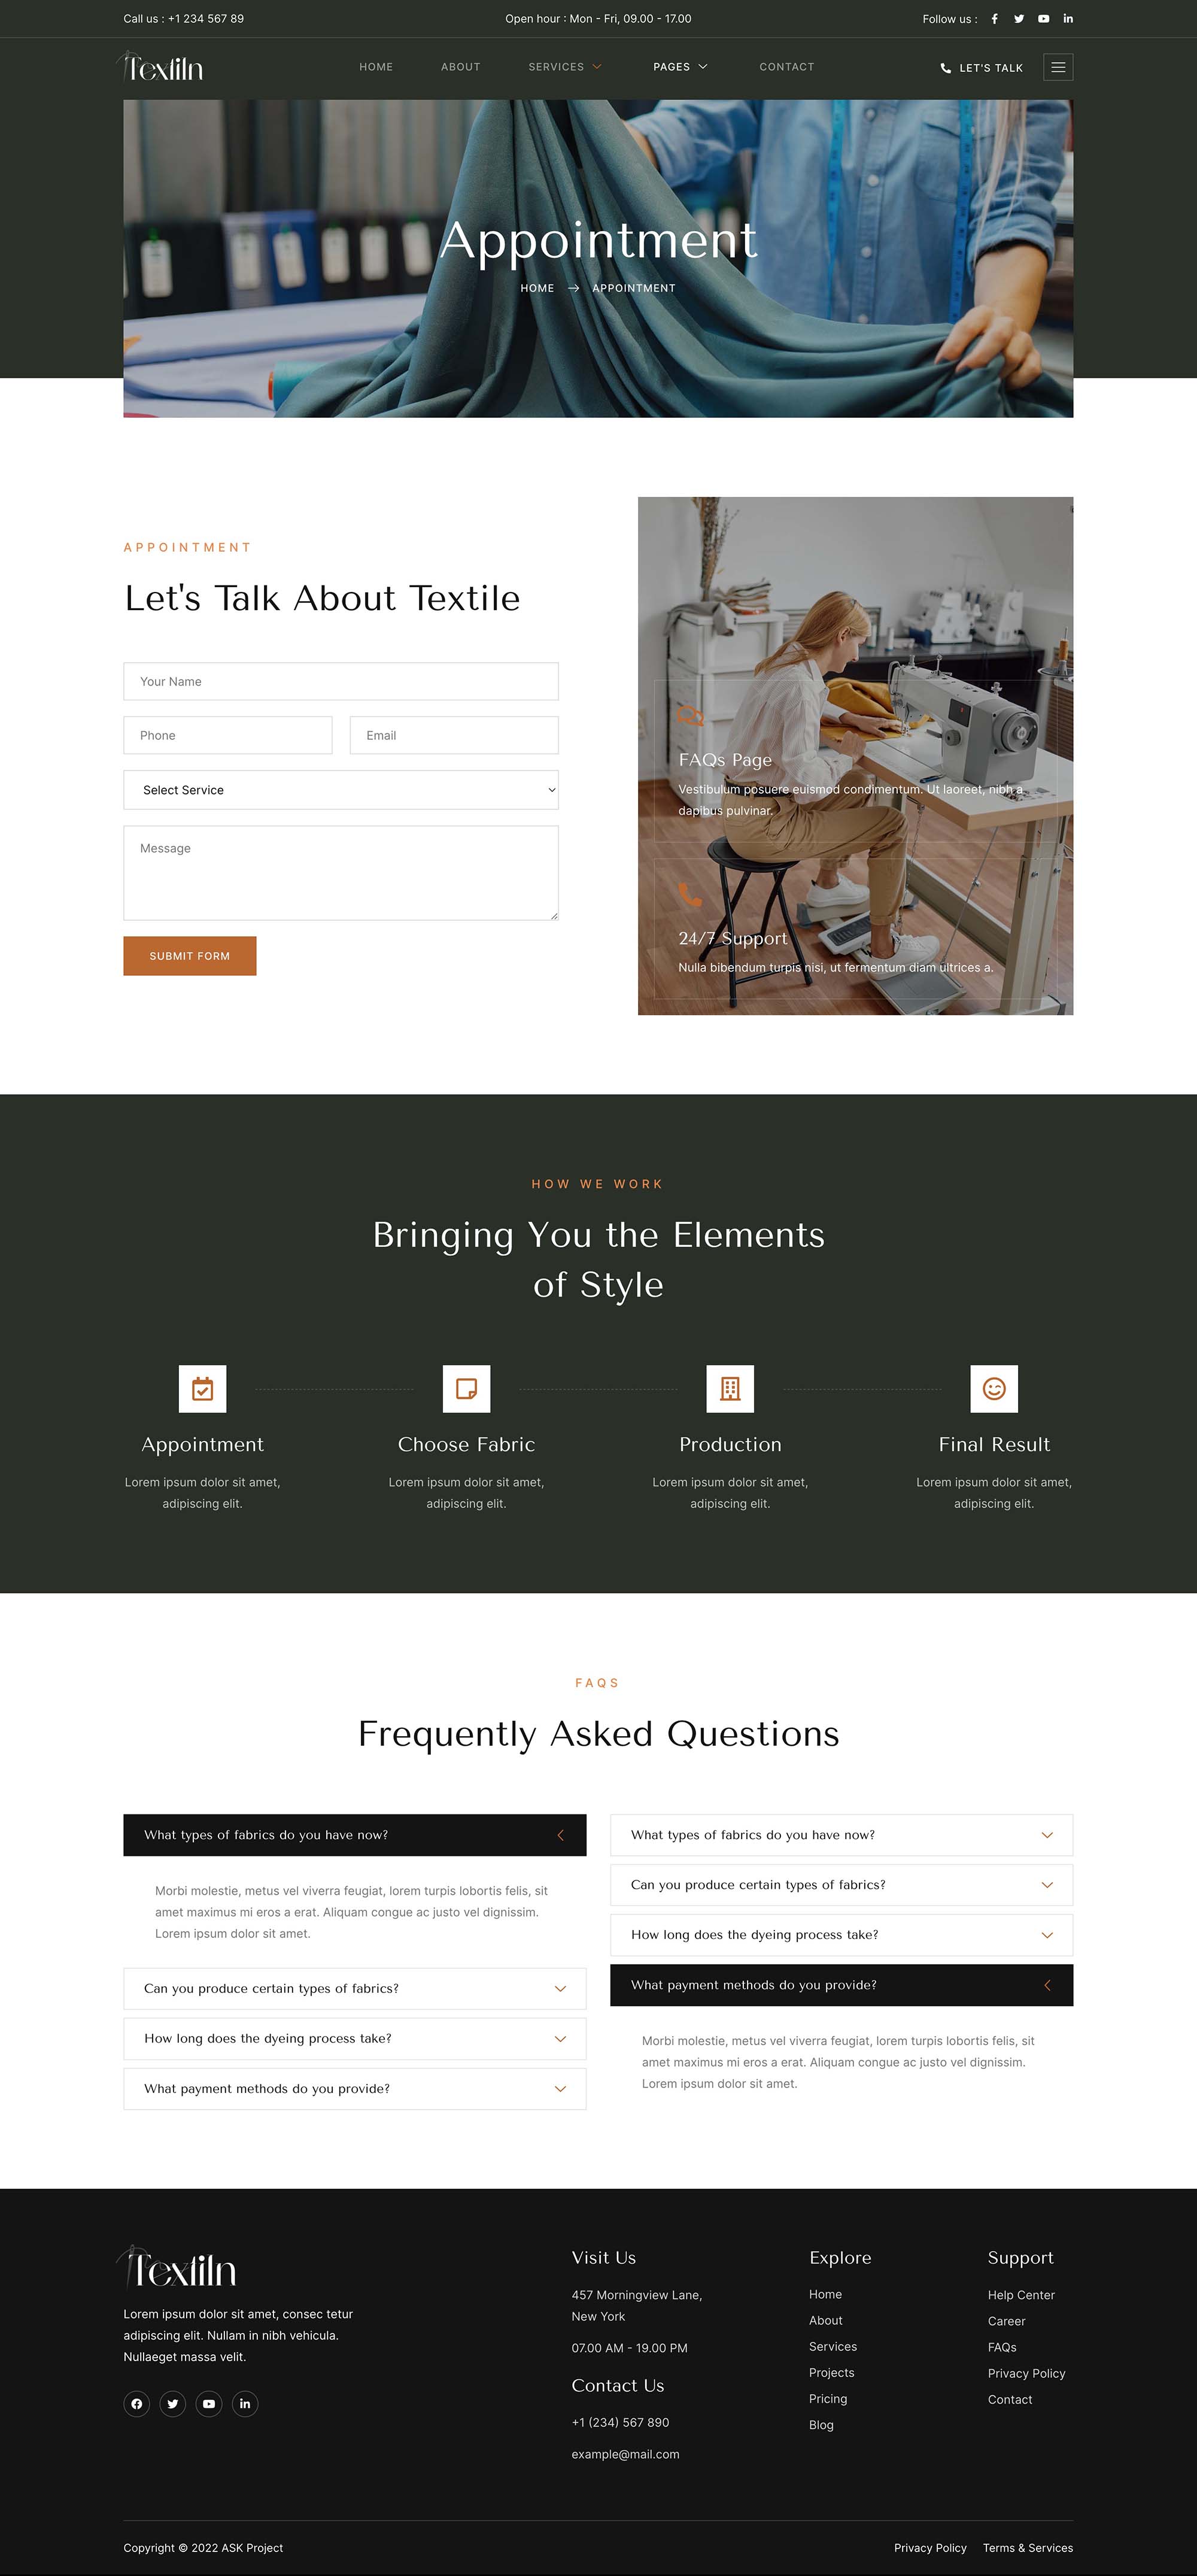 Call us : +1 234 567 89
Open hour : Mon - Fri, 09.00 - 17.00
Follow us :
Textiln
HOME
ABOUT
SERVICES
PAGES
CONTACT
LET'S TALK
Appointment
HOME
APPOINTMENT
APPOINTMENT
Let's Talk About Textile
Your Name
Phone
Email
Select Service
Message
SUBMIT FORM
FAQs Page
Vestibulum posuere euismod condimentum. Ut laoreet, nibh a
dapibus pulvinar.
24/7 Support
Nulla bibendum turpis nisi, ut fermentum diam ultrices a.
HOW WE WORK
Bringing You the Elements
of Style
Appointment
Lorem ipsum dolor sit amet,
adipiscing elit.
Choose Fabric
Lorem ipsum dolor sit amet,
adipiscing elit.
Production
Lorem ipsum dolor sit amet,
adipiscing elit.
Final Result
Lorem ipsum dolor sit amet,
adipiscing elit.
FAQS
Frequently Asked Questions
What types of fabrics do you have now?
Morbi molestie, metus vel viverra feugiat, lorem turpis lobortis felis, sit
amet maximus mi eros a erat. Aliquam congue ac justo vel dignissim.
Lorem ipsum dolor sit amet.
Can you produce certain types of fabrics?
How long does the dyeing process take?
What payment methods do you provide?
What types of fabrics do you have now?
Can you produce certain types of fabrics?
How long does the dyeing process take?
What payment methods do you provide?
Morbi molestie, metus vel viverra feugiat, lorem turpis lobortis felis, sit
amet maximus mi eros a erat. Aliquam congue ac justo vel dignissim.
Lorem ipsum dolor sit amet.
Textiln
Lorem ipsum dolor sit amet, consec tetur
adipiscing elit. Nullam in nibh vehicula.
Nullaeget massa velit.
Visit Us
457 Morningview Lane,
New York
07.00 AM - 19.00 PM
Contact Us
+1 (234) 567 890
example@mail.com
Explore
Home
About
Services
Projects
Pricing
Blog
Support
Help Center
Career
FAQs
Privacy Policy
Contact
Copyright © 2022 ASK Project
Privacy Policy
Terms & Services